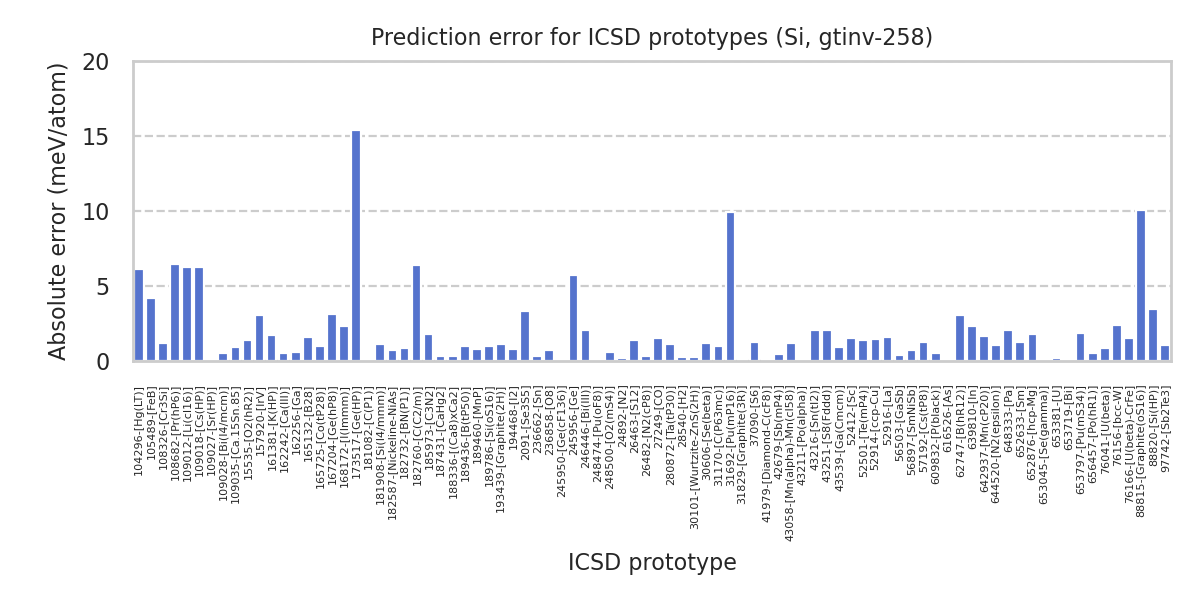 Prediction error for ICSD prototypes (Si, gtinv-258)
Absolute error (meV/atom)
20
15
10
5
0
104296-[Hg(LT)]
105489-[FeB]
108326-[Cr3Si]
108682-[Pr(hP6)]
109012-[Li(cI16)]
109018-[Cs(HP)]
109027-[Sr(HP)]
109028-[Bi(I4/mcm)]
109035-[Ca.15Sn.85]
15535-[O2(hR2)]
157920-[IrV]
161381-[K(HP)]
162242-[Ca(III)]
162256-[Ga]
165132-[B28]
165725-[Co(tP28)]
167204-[Ge(hP8)]
168172-[I(Immm)]
173517-[Ge(HP)]
181082-[C(P1)]
181908-[Si(I4/mmm)]
182587-[Nickeline-NiAs]
182732-[BN(P1)]
182760-[C(C2/m)]
185973-[C3N2]
187431-[CaHg2]
188336-[(Ca8)xCa2]
189436-[B(tP50)]
189460-[MnP]
189786-[Si(oS16)]
193439-[Graphite(2H)]
194468-[I2]
2091-[Se3S5]
236662-[Sn]
236858-[O8]
245950-[Ge(cF136)]
245956-[Ge]
246446-[Bi(III)]
248474-[Pu(oF8)]
248500-[O2(mS4)]
24892-[N2]
26463-[S12]
26482-[N2(cP8)]
27249-[CO]
280872-[Ta(tP30)]
28540-[H2]
30101-[Wurtzite-ZnS(2H)]
30606-[Se(beta)]
31170-[C(P63mc)]
31692-[Pu(mP16)]
31829-[Graphite(3R)]
37090-[S6]
41979-[Diamond-C(cF8)]
42679-[Sb(mP4)]
43058-[Mn(alpha)-Mn(cI58)]
43211-[Po(alpha)]
43216-[Sn(tI2)]
43251-[S8(Fddd)]
43539-[Ga(Cmcm)]
52412-[Sc]
52501-[Te(mP4)]
52914-[ccp-Cu]
52916-[La]
56503-[GaSb]
56897-[SmNiSb]
57192-[Cs(tP8)]
609832-[P(black)]
616526-[As]
62747-[B(hR12)]
639810-[In]
642937-[Mn(cP20)]
644520-[N2(epsilon)]
648333-[Pa]
652633-[Sm]
652876-[hcp-Mg]
653045-[Se(gamma)]
653381-[U]
653719-[Bi]
653797-[Pu(mS34)]
656457-[Po(hR1)]
76041-[U(beta)]
76156-[bcc-W]
76166-[U(beta)-CrFe]
88815-[Graphite(oS16)]
88820-[Si(HP)]
97742-[Sb2Te3]
ICSD prototype